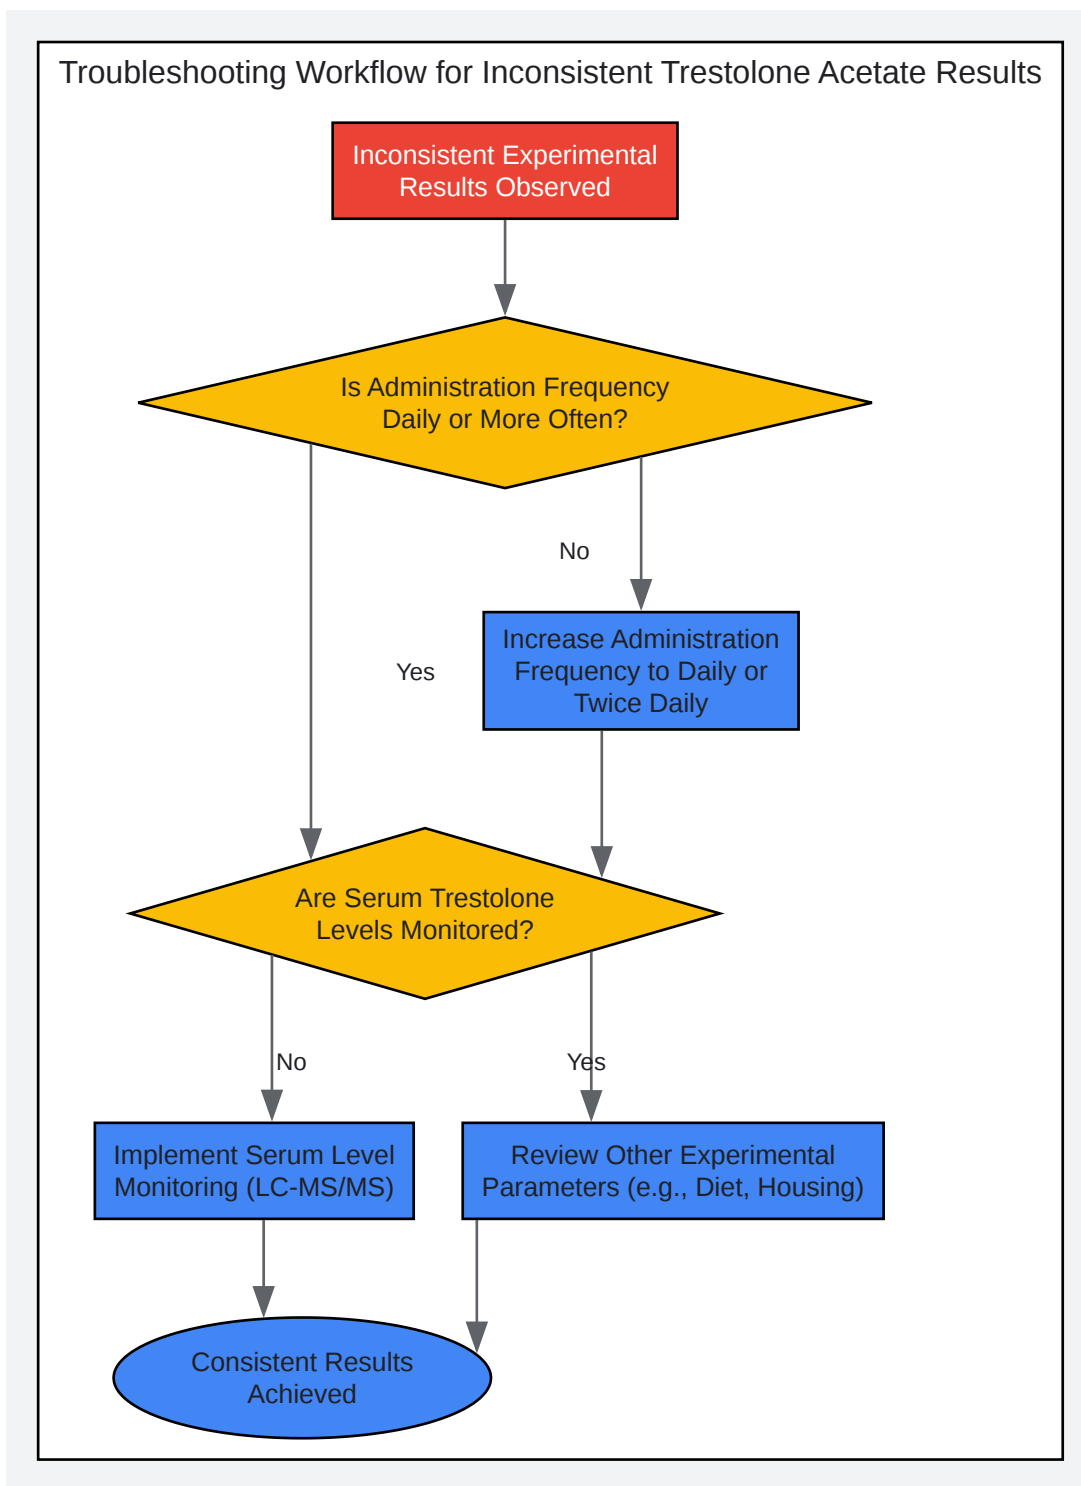 Troubleshooting Workflow for Inconsistent Trestolone Acetate Results
Inconsistent Experimental
Results Observed
Is Administration Frequency
Daily or More Often?
No
Increase Administration
Frequency to Daily or
Twice Daily
Yes
Are Serum Trestolone
Levels Monitored?
No
Yes
Implement Serum Level
Monitoring (LC-MS/MS)
Review Other Experimental
Parameters (e.g., Diet, Housing)
Consistent Results
Achieved